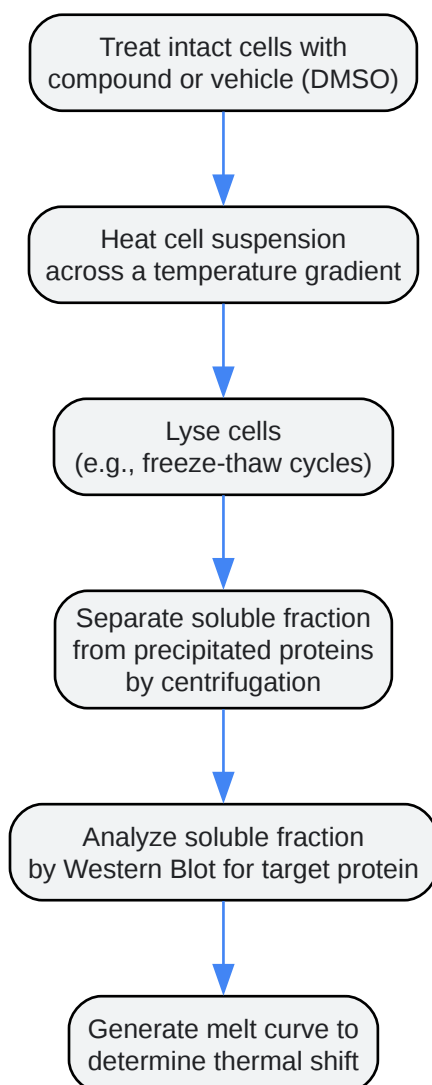 Treat intact cells with
compound or vehicle (DMSO)
Heat cell suspension
across a temperature gradient
Lyse cells
(e.g., freeze-thaw cycles)
Separate soluble fraction
from precipitated proteins
by centrifugation
Analyze soluble fraction
by Western Blot for target protein
Generate melt curve to
determine thermal shift